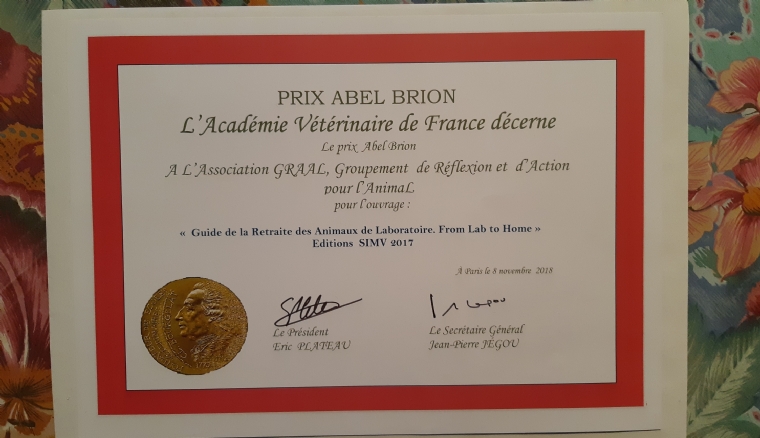 PRIX ABEL BRION
L'Académie Vétérinaire de France décerne
Le prix Abel Brion
A L'Association GRAAL, Groupement de Réflexion et d'Action
pour l'AnimaL
pour l'ouvrage :
« Guide de la Retraite des Animaux de Laboratoire. From Lab to Home »
Editions SIMV 2017
À Paris le 8 novembre 2018
Le Président
Eric PLATEAU
Le Secrétaire Général
Jean-Pierre JÉGOU